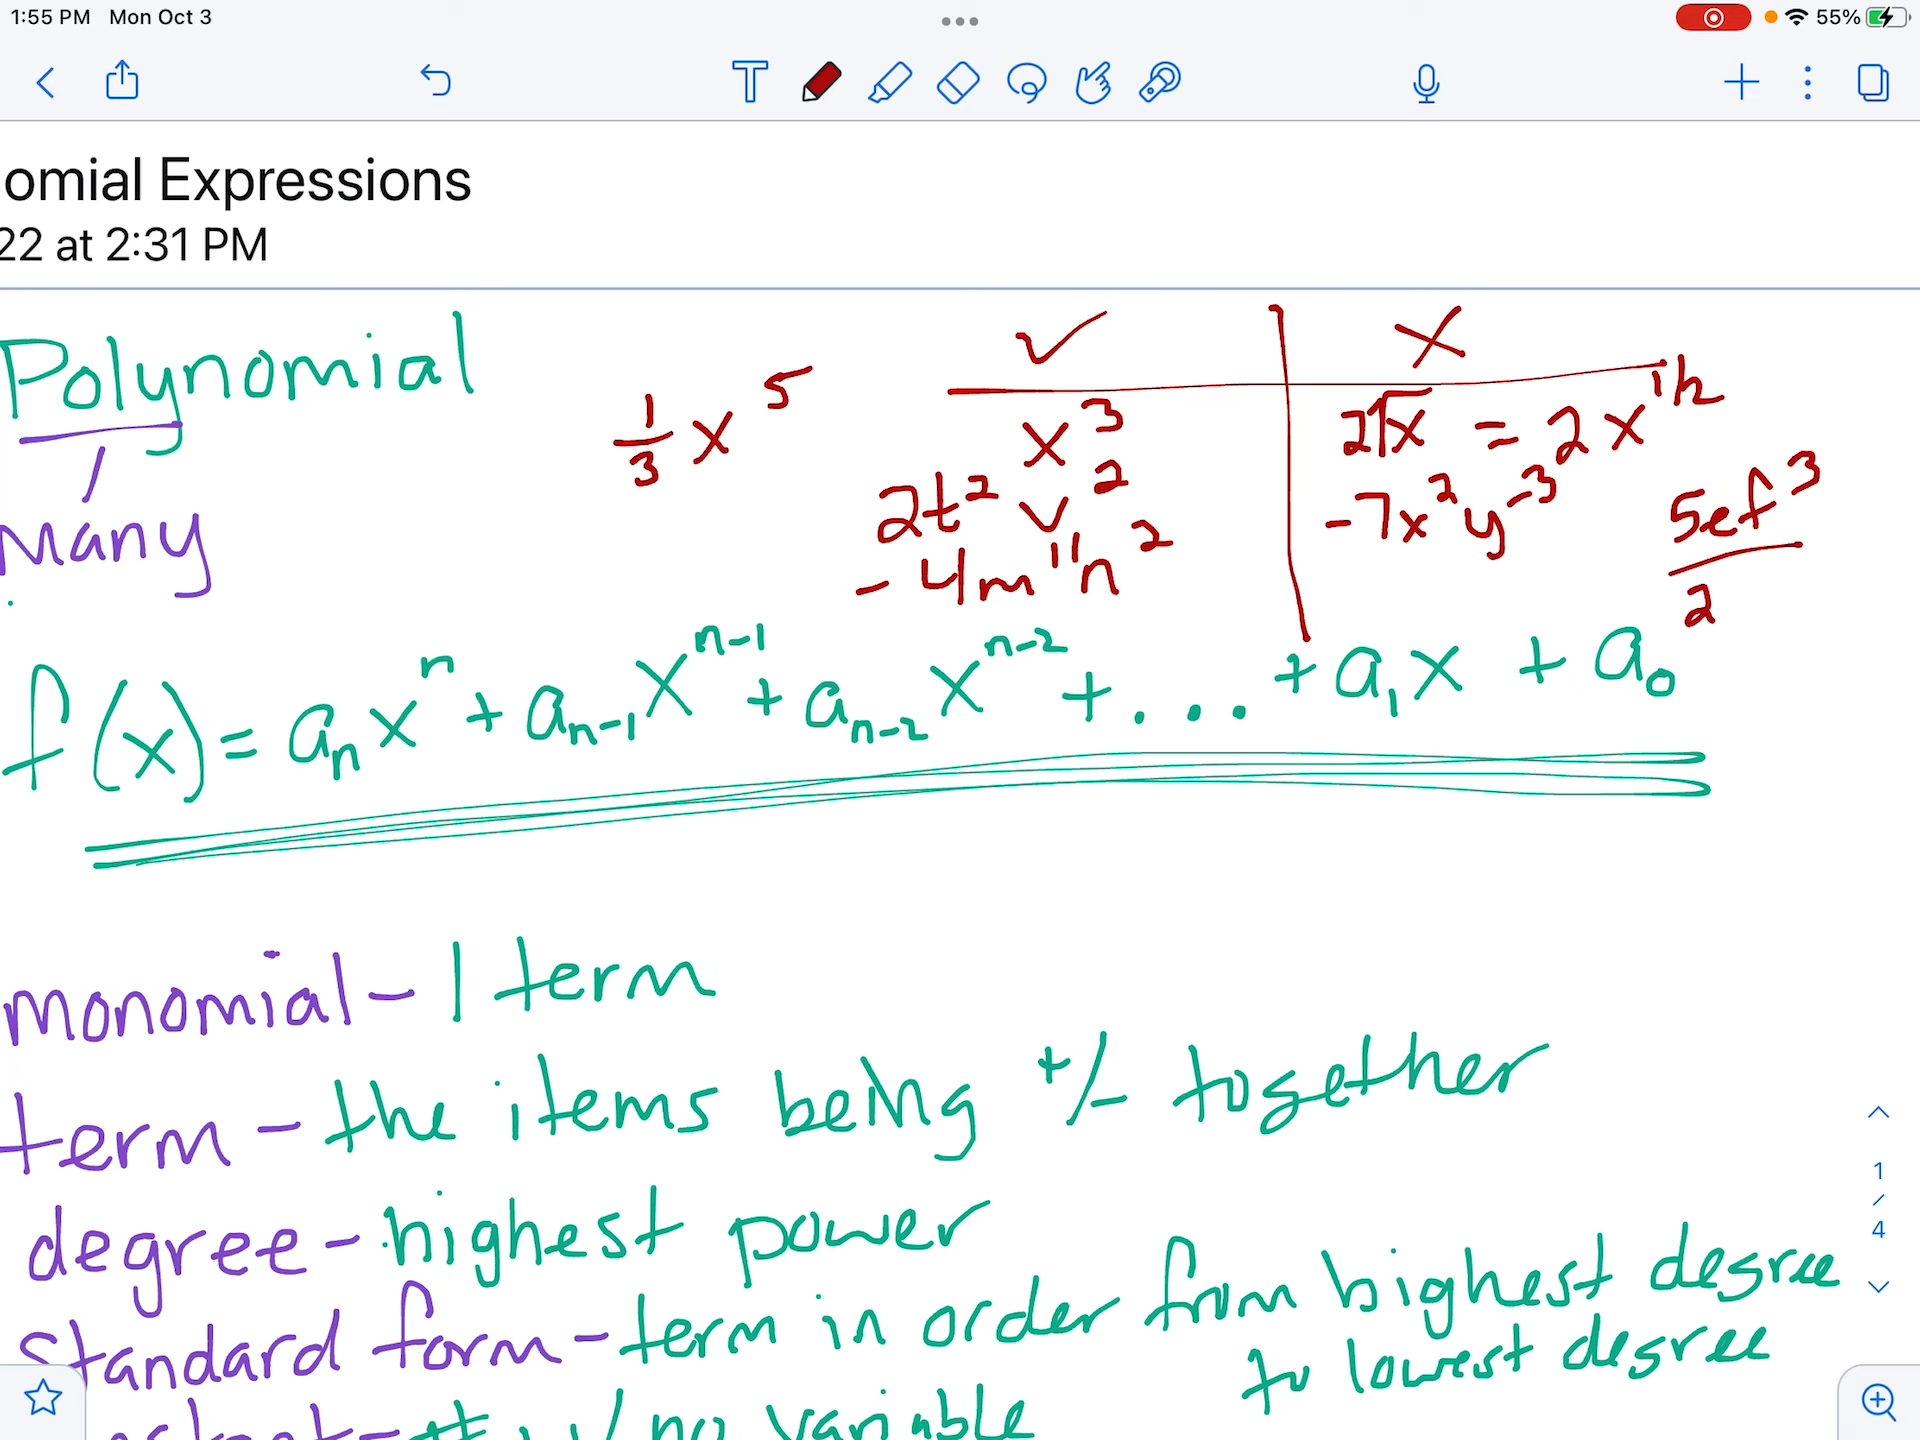 1:55 PM Mon Oct 3
55%
omial Expressions
22 at 2:31 PM
Polynomial
Many
1/3 x^5
✓ X
x^3
2√x = 2x^1/2
2t^2 v^2
-7x^2y^-3
5ef^3/2
-4m^11n^2
f(x) = a_n x^n + a_n-1 x^n-1 + a_n-2 x^n-2 + . . . + a_1 x + a_0
monomial - 1 term
term - the items being +/- together
degree - highest power
standard form - term in order from highest degree
to lowest degree
no variable
1
/
4